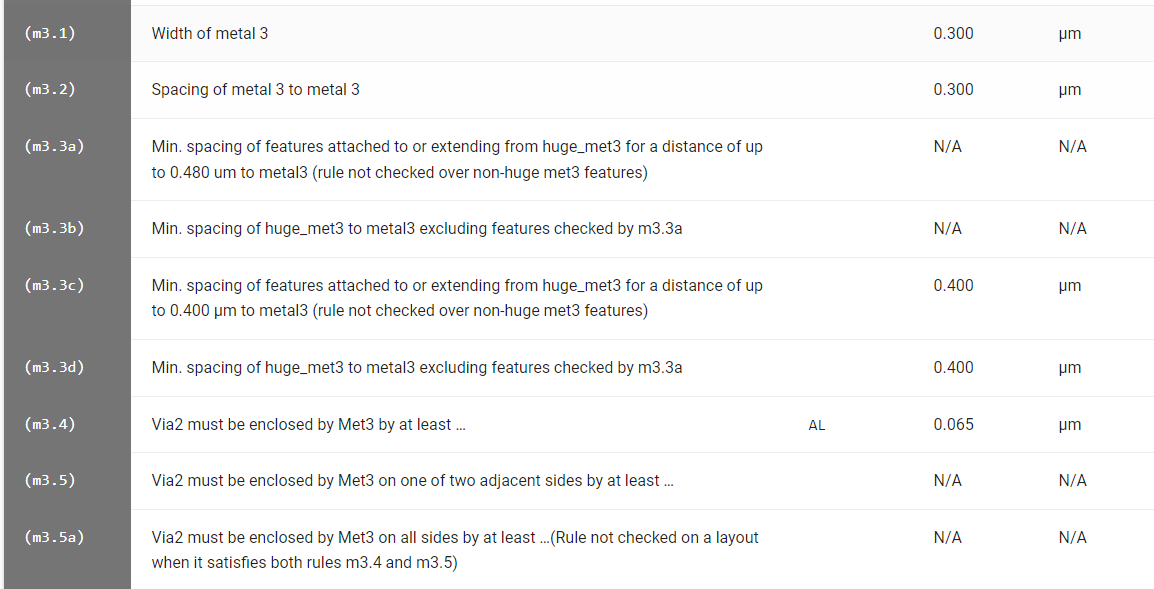 (m3.1) Width of metal 3 0.300 µm
(m3.2) Spacing of metal 3 to metal 3 0.300 µm
(m3.3a) Min. spacing of features attached to or extending from huge_met3 for a distance of up N/A N/A
to 0.480 um to metal3 (rule not checked over non-huge met3 features)
(m3.3b) Min. spacing of huge_met3 to metal3 excluding features checked by m3.3a N/A N/A
(m3.3c) Min. spacing of features attached to or extending from huge_met3 for a distance of up 0.400 µm
to 0.400 µm to metal3 (rule not checked over non-huge met3 features)
(m3.3d) Min. spacing of huge_met3 to metal3 excluding features checked by m3.3a 0.400 µm
(m3.4) Via2 must be enclosed by Met3 by at least … AL 0.065 µm
(m3.5) Via2 must be enclosed by Met3 on one of two adjacent sides by at least … N/A N/A
(m3.5a) Via2 must be enclosed by Met3 on all sides by at least …(Rule not checked on a layout N/A N/A
when it satisfies both rules m3.4 and m3.5)